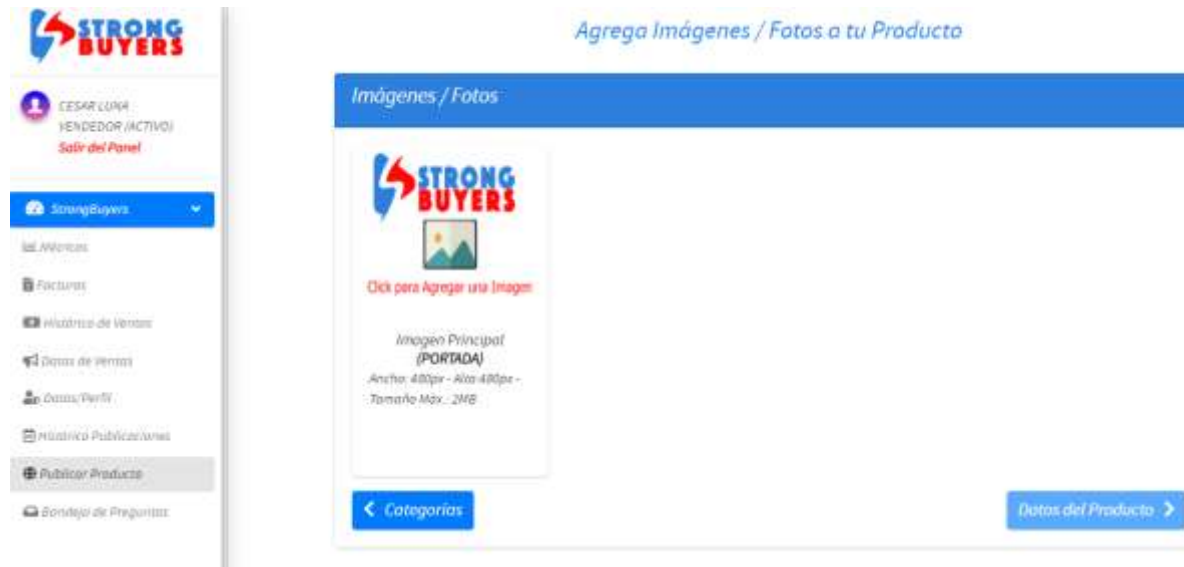 STRONG
BUYERS
CESAR LUNA
VENDEDOR (ACTIVO)
Salir del Panel
StrongBuyers
Métricas
Facturas
Histórico de Ventas
Datos de Ventas
Datos/Perfil
Histórico Publicaciones
Publicar Producto
Bandeja de Preguntas
Agrega Imágenes / Fotos a tu Producto
Imágenes / Fotos
STRONG
BUYERS
Click para Agregar una Imagen
Imagen Principal
(PORTADA)
Ancho: 480px - Alto 480px -
Tamaño Máx.: 2MB
Categorías
Datos del Producto